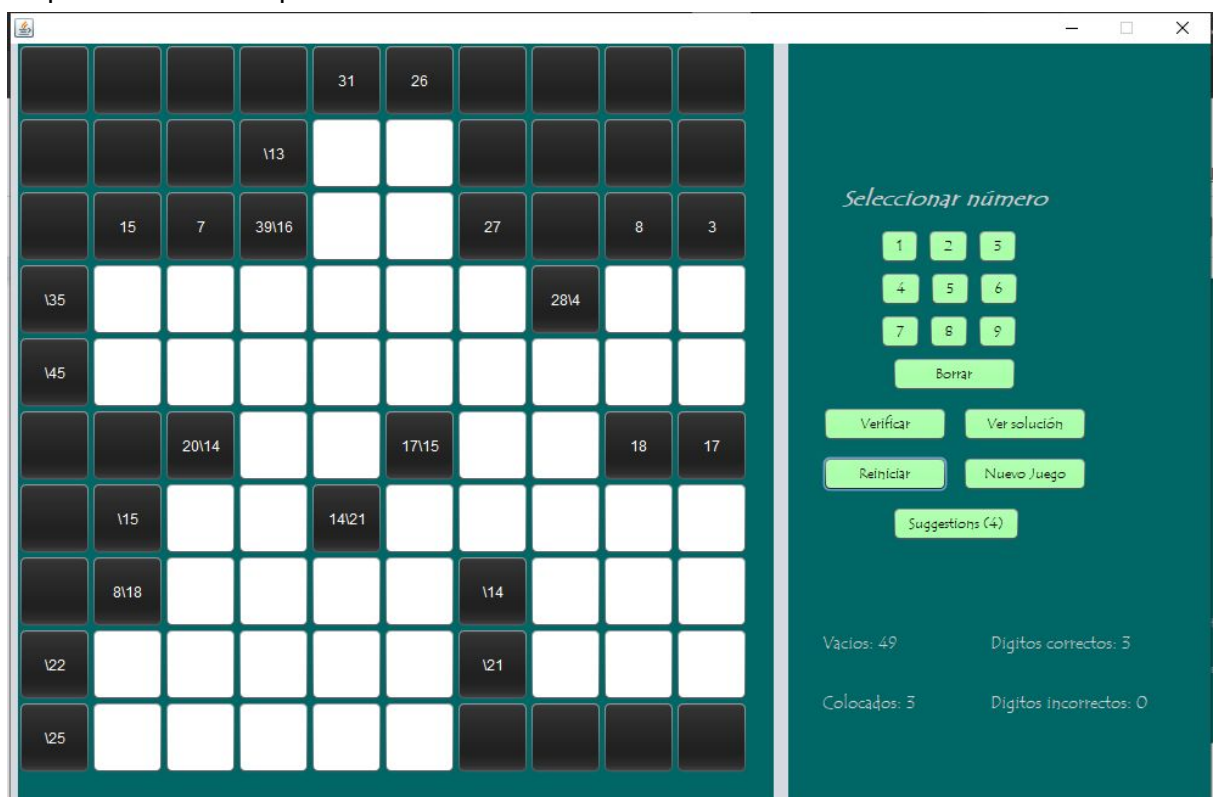 31 26
\13
15 7 39\16 27 8 3
\35 28\4
\45
20\14 17\15 18 17
\15 14\21
8\18 \14
\22 \21
\25
Seleccionar número
1 2 3
4 5 6
7 8 9
Borrar
Verificar Ver solución
Reiniciar Nuevo Juego
Suggestions (4)
Vacios: 49 Digitos correctos: 3
Colocados: 3 Digitos incorrectos: 0